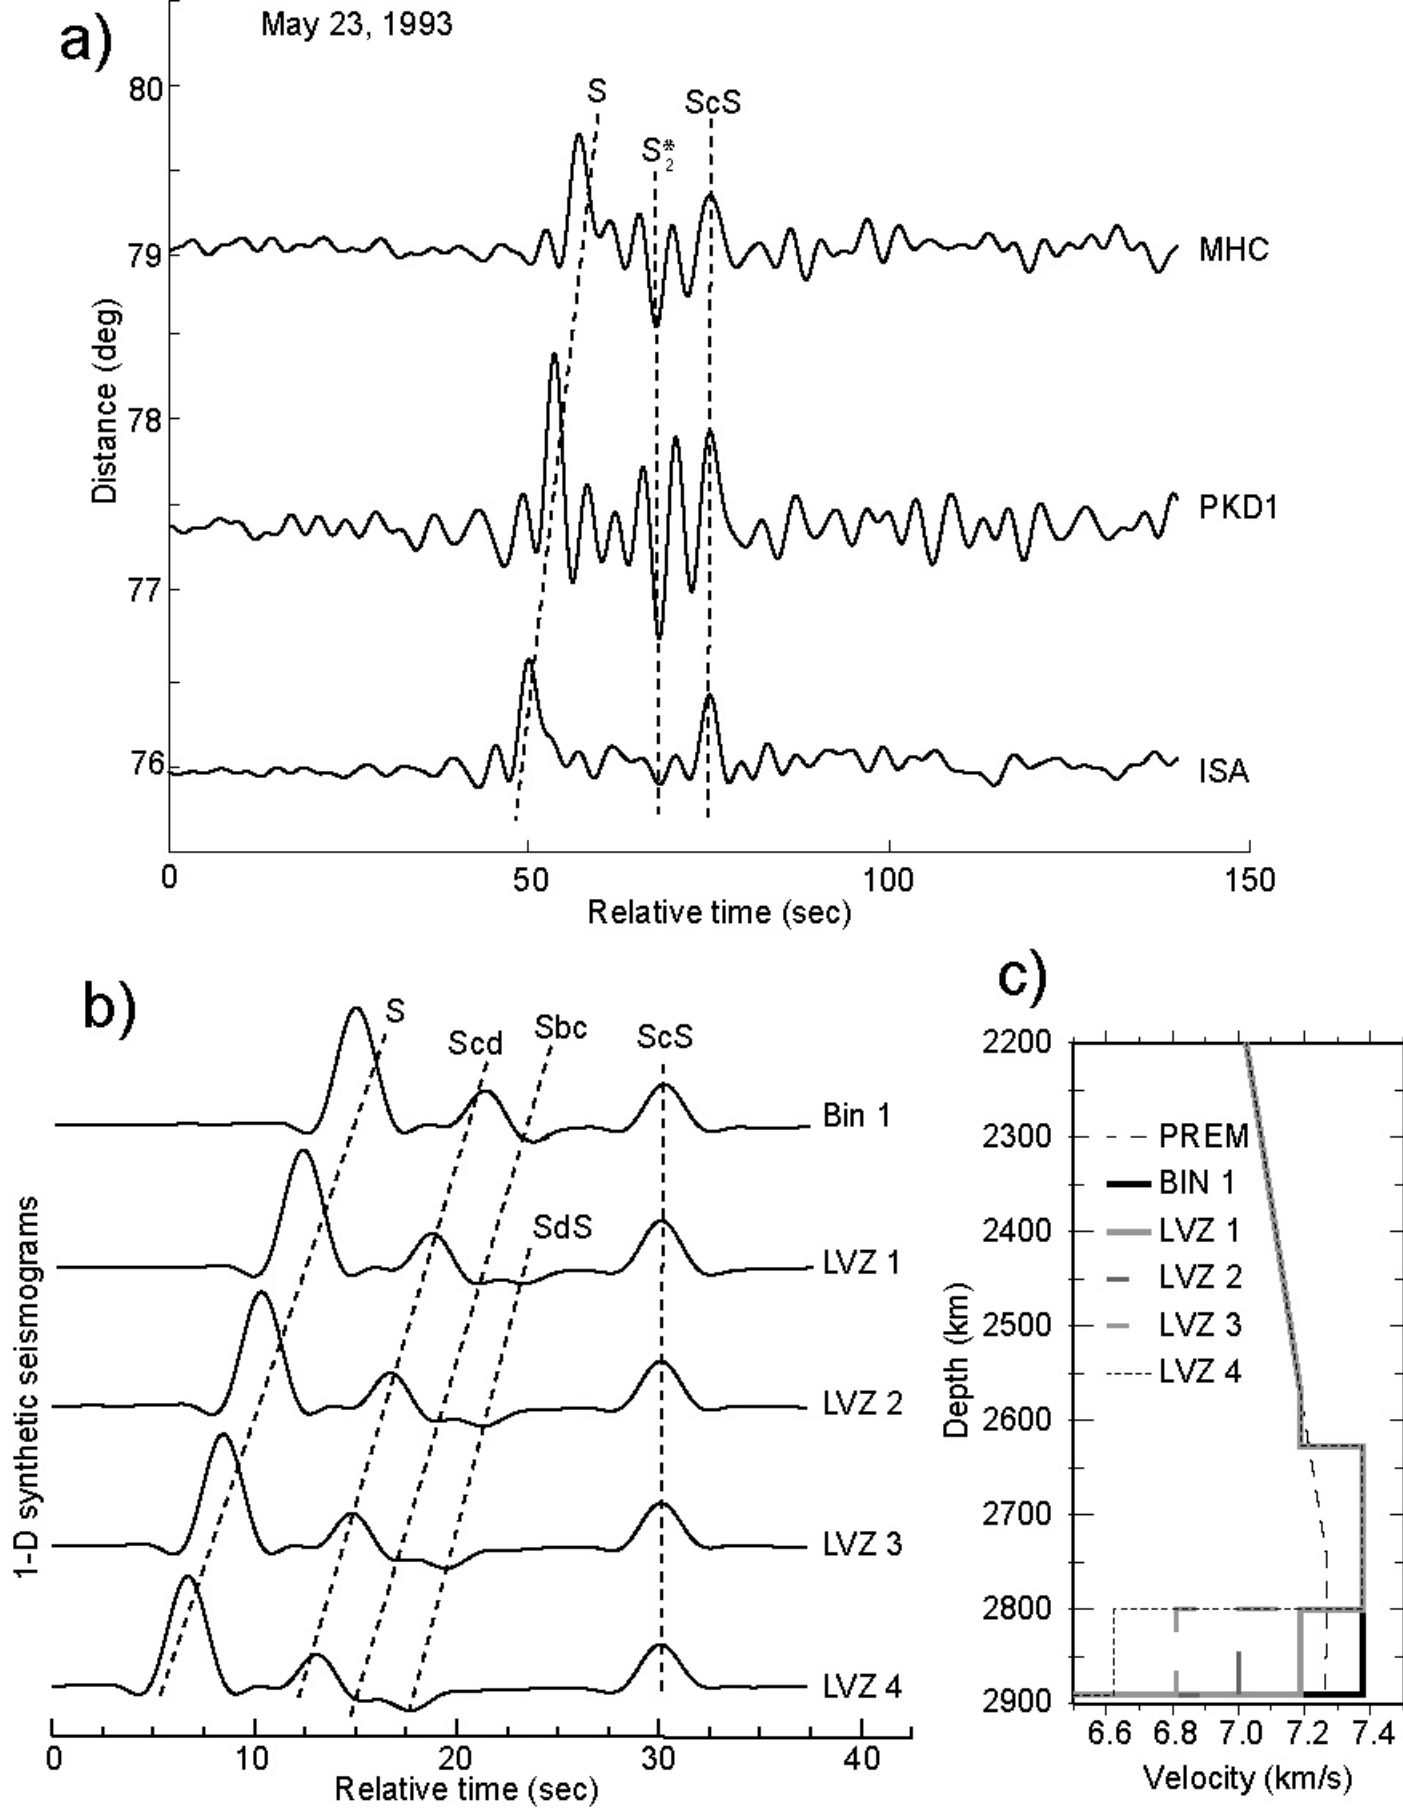 a)
May 23, 1993
S
ScS
S*2
80
79
78
77
76
Distance (deg)
MHC
PKD1
ISA
0 50 100 150
Relative time (sec)
b)
S
Scd
Sbc
ScS
SdS
Bin 1
LVZ 1
LVZ 2
LVZ 3
LVZ 4
1-D synthetic seismograms
0 10 20 30 40
Relative time (sec)
c)
2200
2300
2400
2500
2600
2700
2800
2900
Depth (km)
PREM
BIN 1
LVZ 1
LVZ 2
LVZ 3
LVZ 4
6.6 6.8 7.0 7.2 7.4
Velocity (km/s)